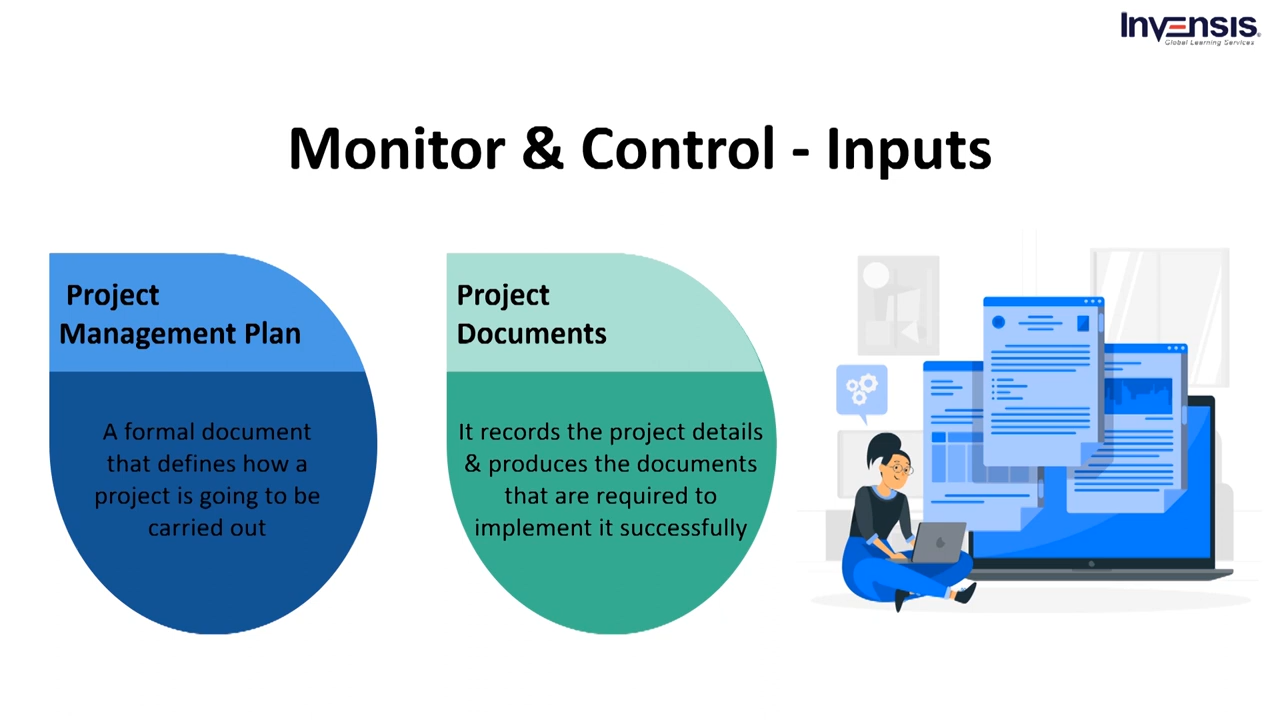 Invensis
Global Learning Services
Monitor & Control - Inputs
Project
Management Plan
A formal document
that defines how a
project is going to be
carried out
Project
Documents
It records the project details
& produces the documents
that are required to
implement it successfully